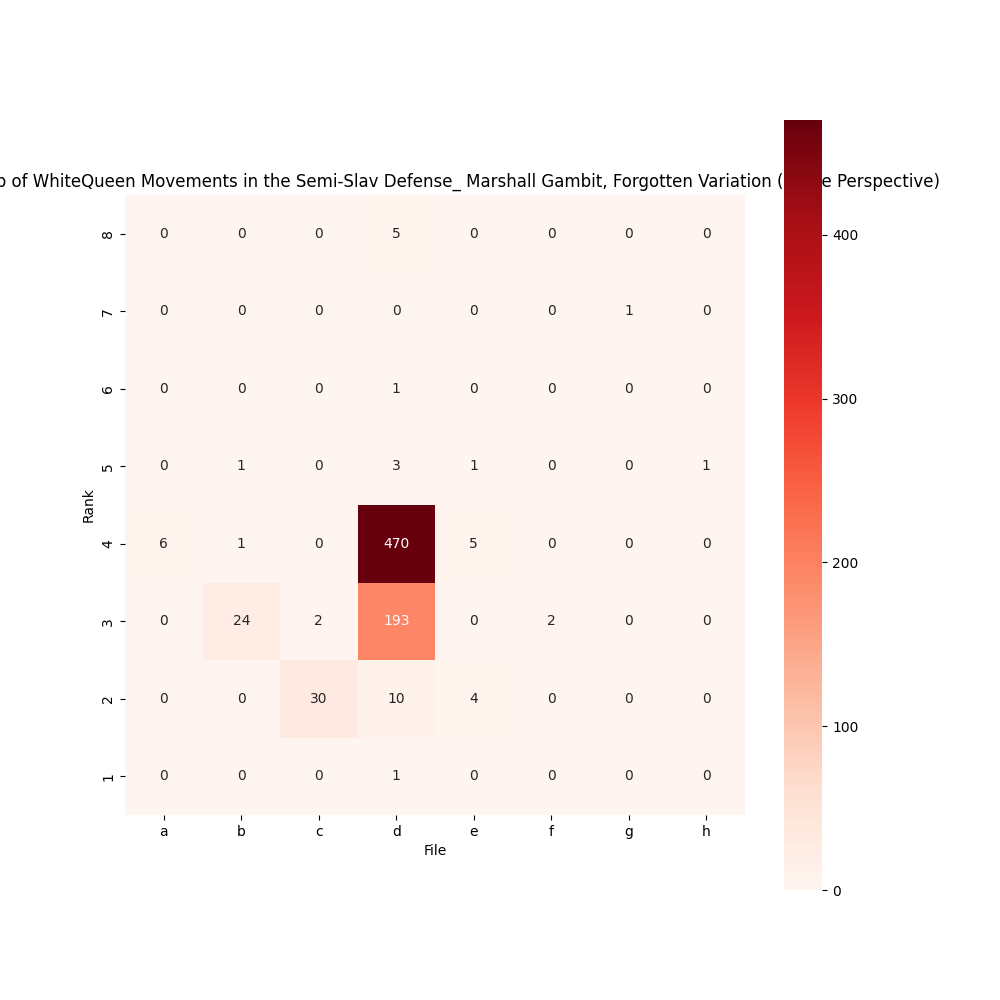 of WhiteQueen Movements in the Semi-Slav Defense_ Marshall Gambit, Forgotten Variation ( Perspective)
8 0 0 0 5 0 0 0 0
7 0 0 0 0 0 0 1 0
6 0 0 0 1 0 0 0 0
5 0 1 0 3 1 0 0 1
4 6 1 0 470 5 0 0 0
3 0 24 2 193 0 2 0 0
2 0 0 30 10 4 0 0 0
1 0 0 0 1 0 0 0 0
a b c d e f g h
File
Rank
400
300
200
100
0